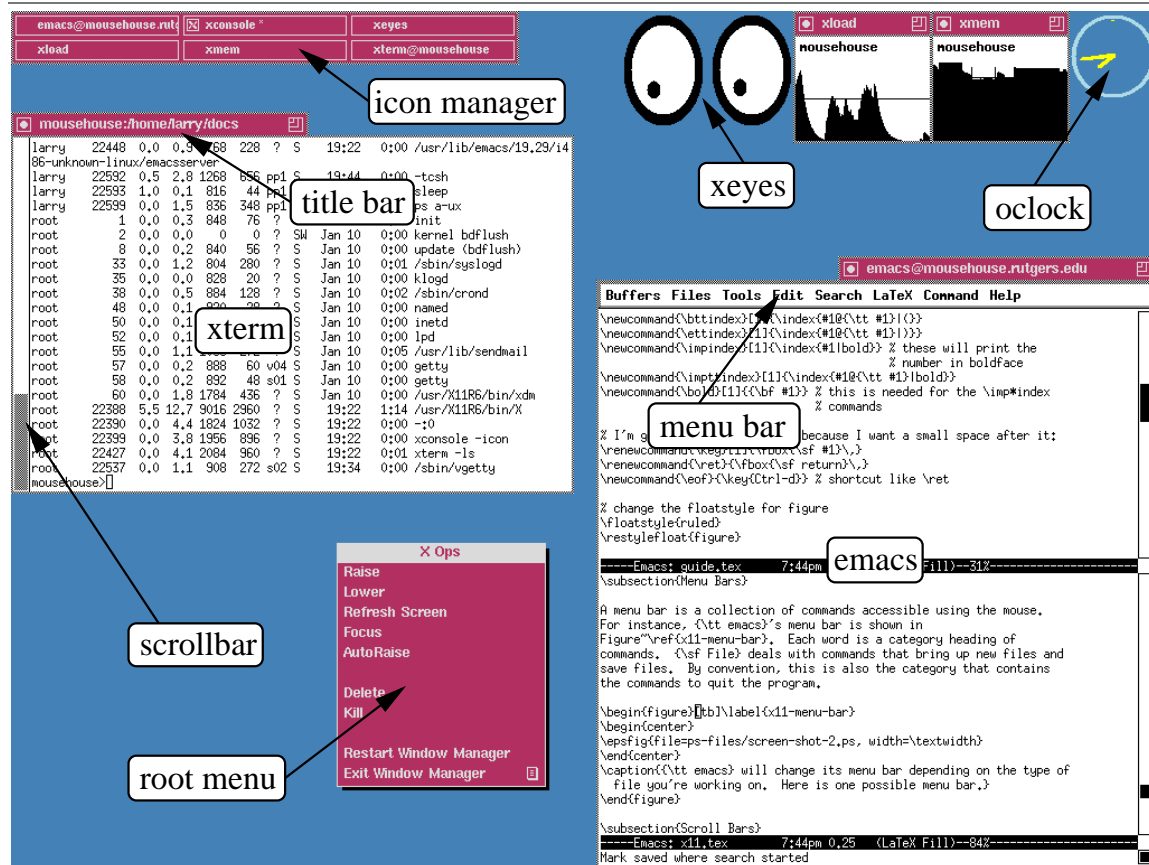 emacs@mousehouse.rutg
xconsole *
xeyes
xload
xmem
xterm@mousehouse
icon manager
xload
xmem
mousehouse
mousehouse
xeyes
oclock
mousehouse:/home/larry/docs
title bar
larry 22448 0.0 0.9 768 228 ? S 19:22 0:00 /usr/lib/emacs/19.29/i4
86-unknown-linux/emacsserver
larry 22592 0.5 2.8 1268 656 pp1 S 19:44 0:00 -tcsh
larry 22593 1.0 0.1 816 44 pp1 sleep
larry 22599 0.0 1.5 836 348 pp1 ps a-ux
root 1 0.0 0.3 848 76 ? init
root 2 0.0 0.0 0 0 ? SW Jan 10 0:00 kernel bdflush
root 8 0.0 0.2 840 56 ? S Jan 10 0:00 update (bdflush)
root 33 0.0 1.2 804 280 ? S Jan 10 0:01 /sbin/syslogd
root 35 0.0 0.0 828 20 ? S Jan 10 0:00 klogd
root 38 0.0 0.5 884 128 ? S Jan 10 0:02 /sbin/crond
root 48 0.0 0.1 ? S Jan 10 0:00 named
root 50 0.0 0.1 S Jan 10 0:00 inetd
root 52 0.0 0.1 S Jan 10 0:00 lpd
root 55 0.0 1.1 ? S Jan 10 0:05 /usr/lib/sendmail
root 57 0.0 0.2 888 60 v04 S Jan 10 0:00 getty
root 58 0.0 0.2 892 48 s01 S Jan 10 0:00 getty
root 60 0.0 1.8 1784 436 ? S Jan 10 0:00 /usr/X11R6/bin/xdm
root 22388 5.5 12.7 9016 2960 ? S 19:22 1:14 /usr/X11R6/bin/X
root 22390 0.0 4.4 1824 1032 ? S 19:22 0:00 -:0
root 22399 0.0 3.8 1956 896 ? S 19:22 0:00 xconsole -icon
root 22427 0.0 4.1 2084 960 ? S 19:22 0:01 xterm -ls
root 22537 0.0 1.1 908 272 s02 S 19:34 0:00 /sbin/vgetty
mousehouse>
xterm
scrollbar
X Ops
Raise
Lower
Refresh Screen
Focus
AutoRaise
Delete
Kill
Restart Window Manager
Exit Window Manager
root menu
emacs@mousehouse.rutgers.edu
Buffers Files Tools Edit Search LaTeX Command Help
\newcommand{\bttindex}[1]{\index{#1@{\tt #1}|(}}
\newcommand{\ettindex}[1]{\index{#1@{\tt #1}|)}}
\newcommand{\impindex}[1]{\index{#1|bold}} % these will print the
% number in boldface
\newcommand{\impttindex}[1]{\index{#1@{\tt #1}|bold}}
\newcommand{\bold}[1]{{\bf #1}} % this is needed for the \imp*index
% commands
menu bar
% I'm because I want a small space after it:
\renewcommand{\key}[1]{\fbox{\sf #1}\,}
\renewcommand{\ret}{\fbox{\sf return}\,}
\newcommand{\eof}{\key{Ctrl-d}} % shortcut like \ret
% change the floatstyle for figure
\floatstyle{ruled}
\restylefloat{figure}
-----Emacs: guide.tex 7:44pm Fill)--31%----------------------
emacs
\subsection{Menu Bars}
A menu bar is a collection of commands accessible using the mouse.
For instance, {\tt emacs}'s menu bar is shown in
Figure~\ref{x11-menu-bar}. Each word is a category heading of
commands. {\sf File} deals with commands that bring up new files and
save files. By convention, this is also the category that contains
the commands to quit the program.
\begin{figure}[tb]\label{x11-menu-bar}
\begin{center}
\epsfig{file=ps-files/screen-shot-2.ps, width=\textwidth}
\end{center}
\caption{{\tt emacs} will change its menu bar depending on the type of
file you're working on. Here is one possible menu bar.}
\end{figure}
\subsection{Scroll Bars}
-----Emacs: x11.tex 7:44pm 0.25 (LaTeX Fill)--84%----------------------
Mark saved where search started